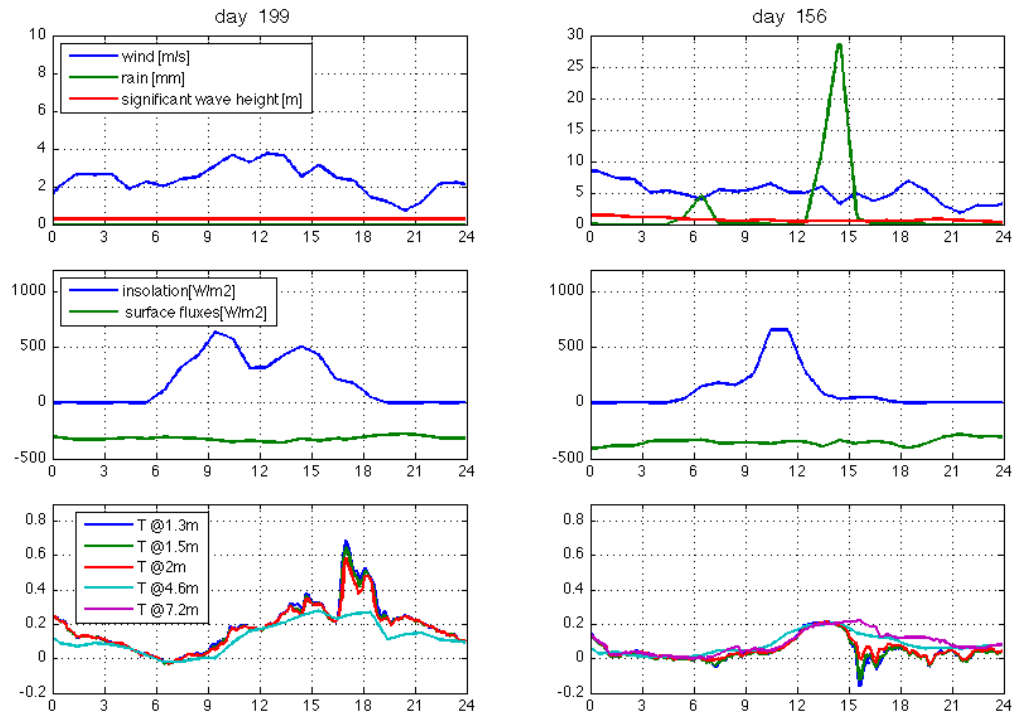 day 199
day 156
10
8
6
4
2
0
wind [m/s]
rain [mm]
significant wave height [m]
0 3 6 9 12 15 18 21 24
30
25
20
15
10
5
0
0 3 6 9 12 15 18 21 24
1000
500
0
-500
insolation[W/m2]
surface fluxes[W/m2]
0 3 6 9 12 15 18 21 24
1000
500
0
-500
0 3 6 9 12 15 18 21 24
0.8
0.6
0.4
0.2
0
-0.2
T @1.3m
T @1.5m
T @2m
T @4.6m
T @7.2m
0 3 6 9 12 15 18 21 24
0.8
0.6
0.4
0.2
0
-0.2
0 3 6 9 12 15 18 21 24